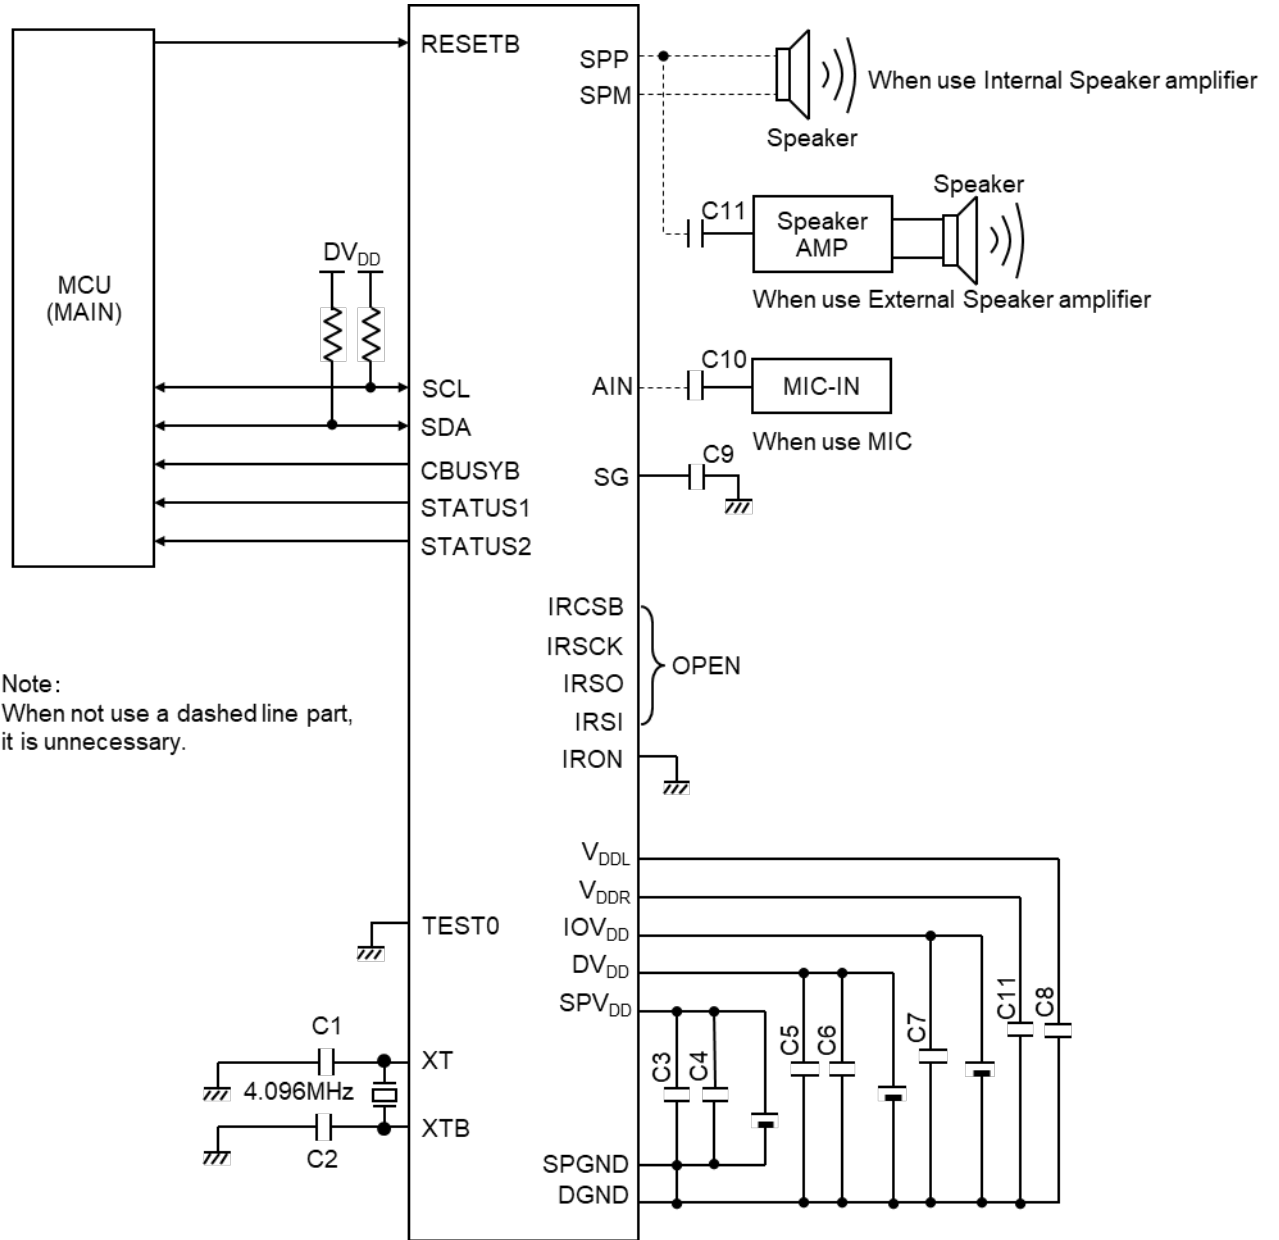 MCU
(MAIN)
RESETB
SCL
SDA
CBUSYB
STATUS1
STATUS2
TEST0
XT
XTB
DVDD
C1
4.096MHz
C2
Note:
When not use a dashed line part,
it is unnecessary.
SPP
SPM
Speaker
When use Internal Speaker amplifier
C11
Speaker
AMP
Speaker
When use External Speaker amplifier
AIN
C10
MIC-IN
When use MIC
SG
C9
IRCSB
IRSCK
IRSO
IRSI
OPEN
IRON
VDDL
VDDR
IOVDD
DVDD
SPVDD
C3
C4
C5
C6
C7
C11
C8
SPGND
DGND